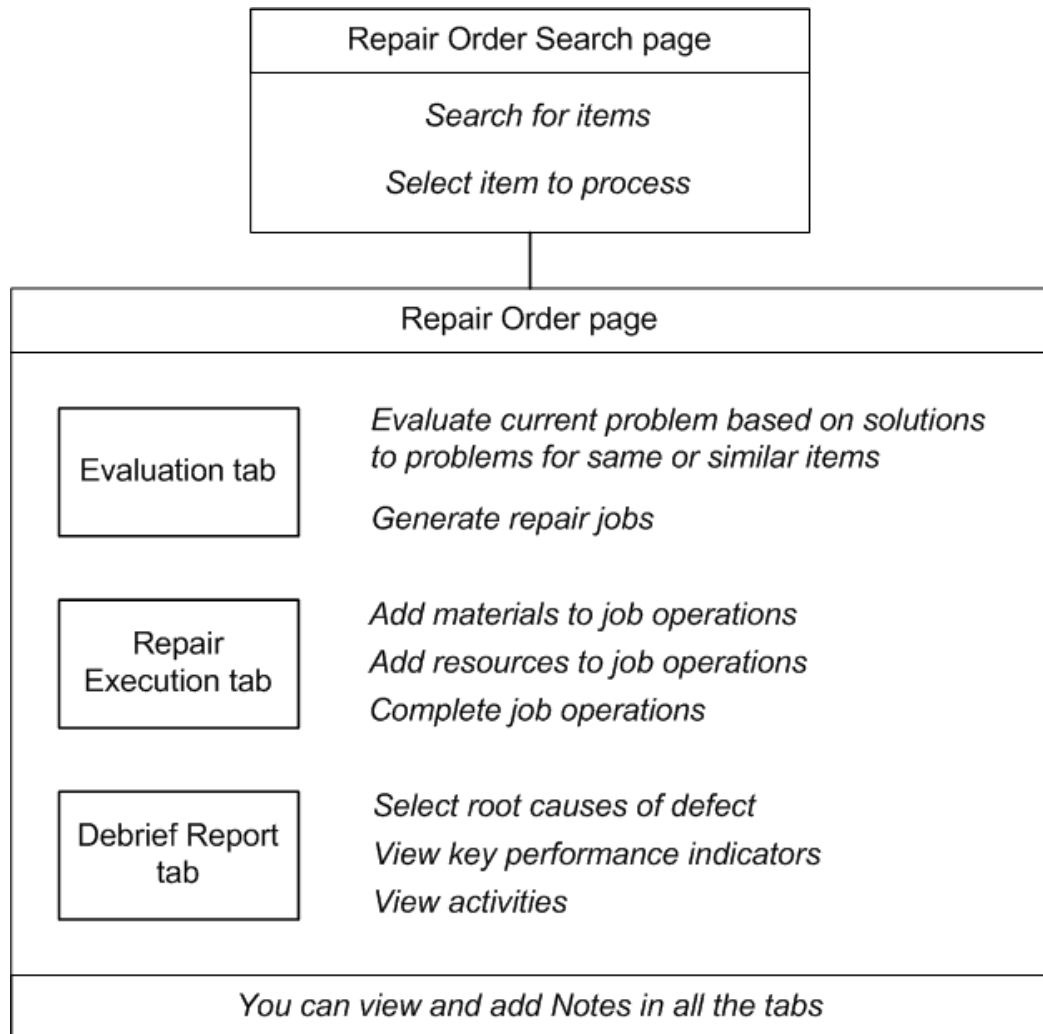 Repair Order Search page
Search for items
Select item to process
Repair Order page
Evaluation tab
Evaluate current problem based on solutions
to problems for same or similar items
Generate repair jobs
Repair
Execution tab
Add materials to job operations
Add resources to job operations
Complete job operations
Debrief Report
tab
Select root causes of defect
View key performance indicators
View activities
You can view and add Notes in all the tabs